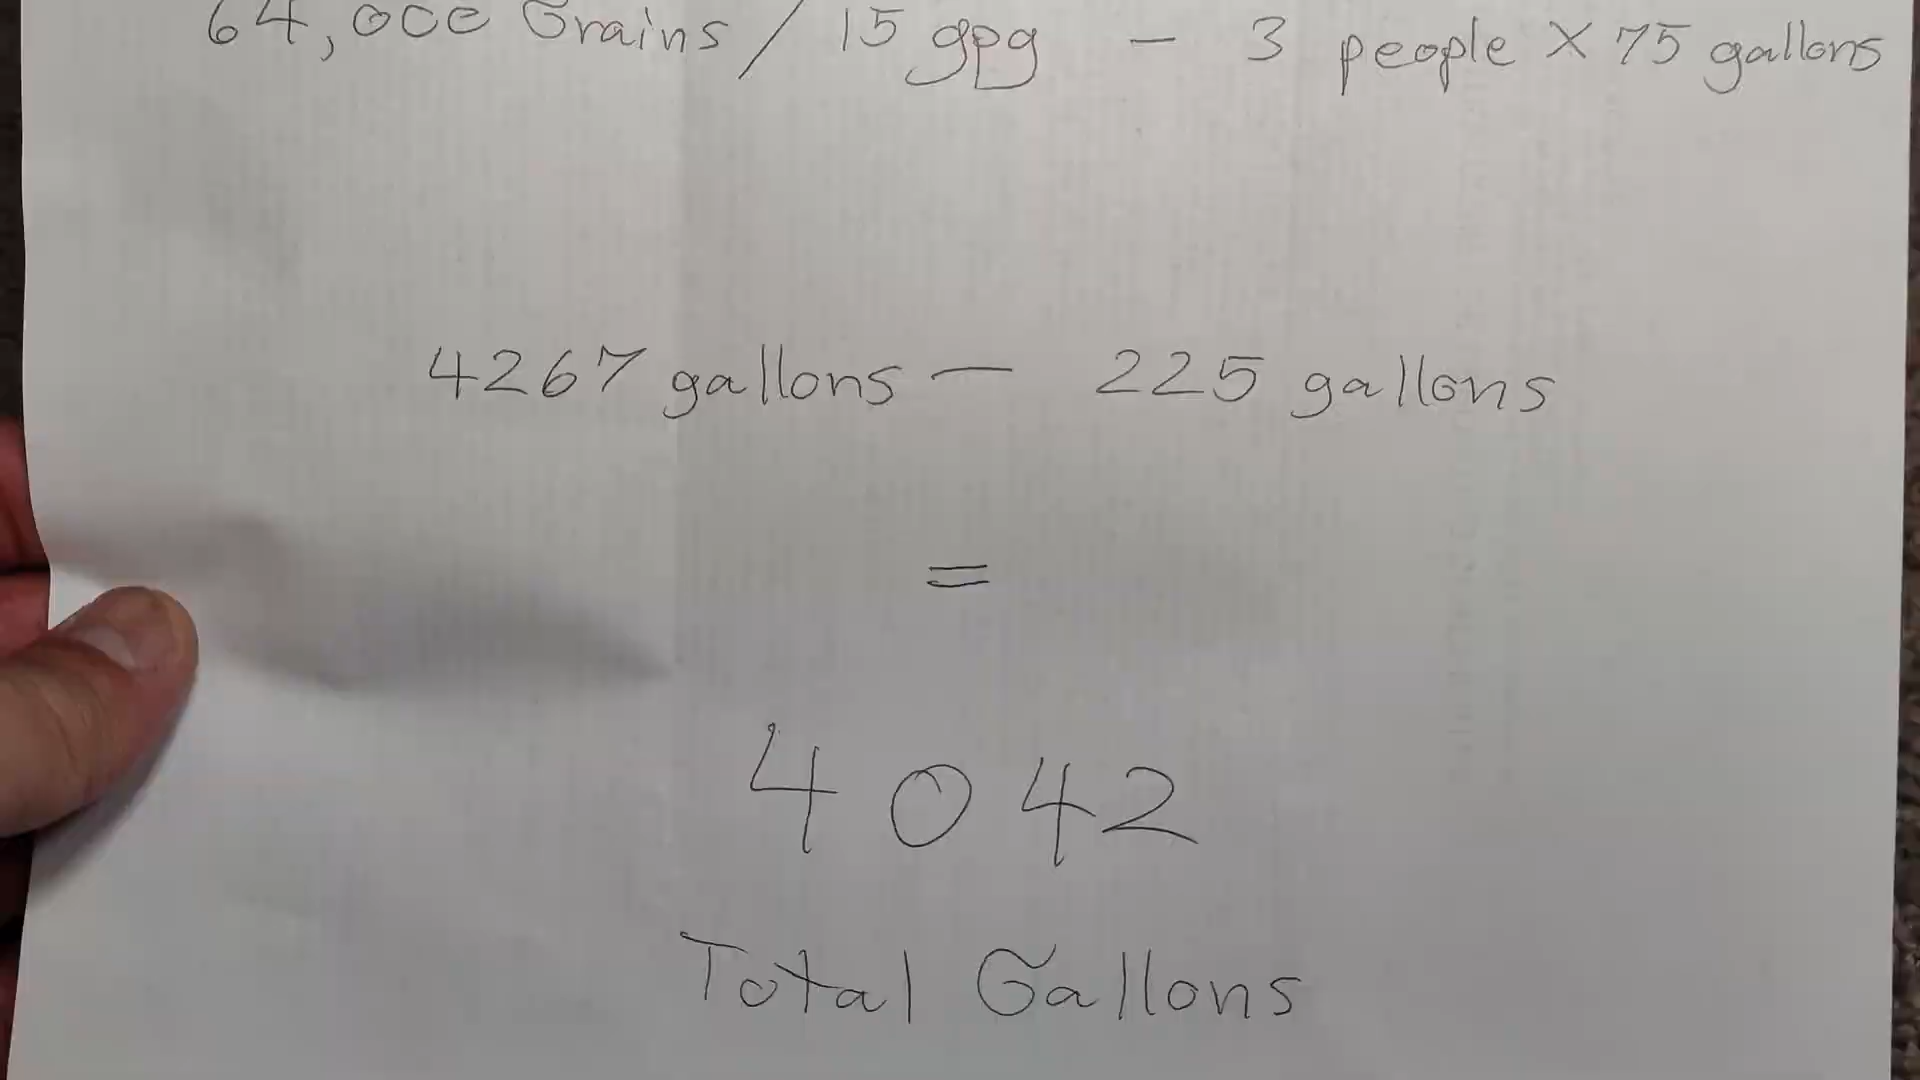 64,000 Grains / 15 gpg - 3 people X 75 gallons
4267 gallons - 225 gallons
=
4042
Total Gallons